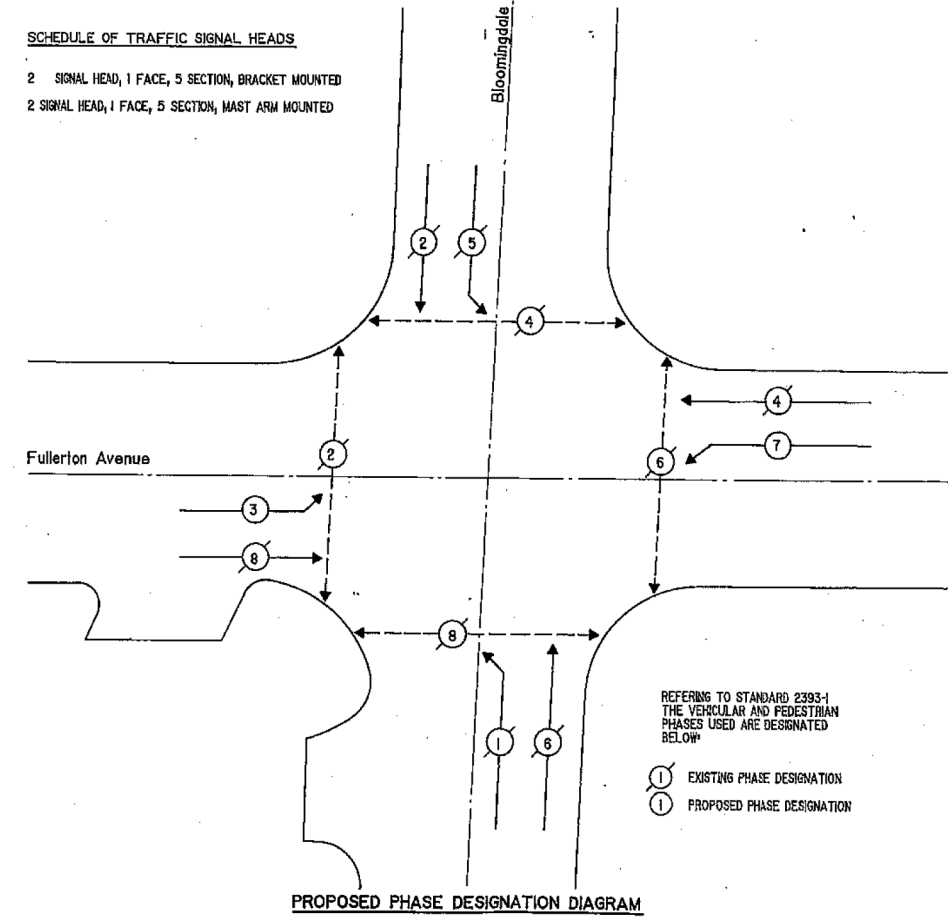 SCHEDULE OF TRAFFIC SIGNAL HEADS
2 SIGNAL HEAD, 1 FACE, 5 SECTION, BRACKET MOUNTED
2 SIGNAL HEAD, 1 FACE, 5 SECTION, MAST ARM MOUNTED
Bloomingdale
2
5
4
4
7
Fullerton Avenue
2
6
3
8
8
1
6
REFERING TO STANDARD 2393-1
THE VEHICULAR AND PEDESTRIAN
PHASES USED ARE DESIGNATED
BELOW:
1 EXISTING PHASE DESIGNATION
1 PROPOSED PHASE DESIGNATION
PROPOSED PHASE DESIGNATION DIAGRAM